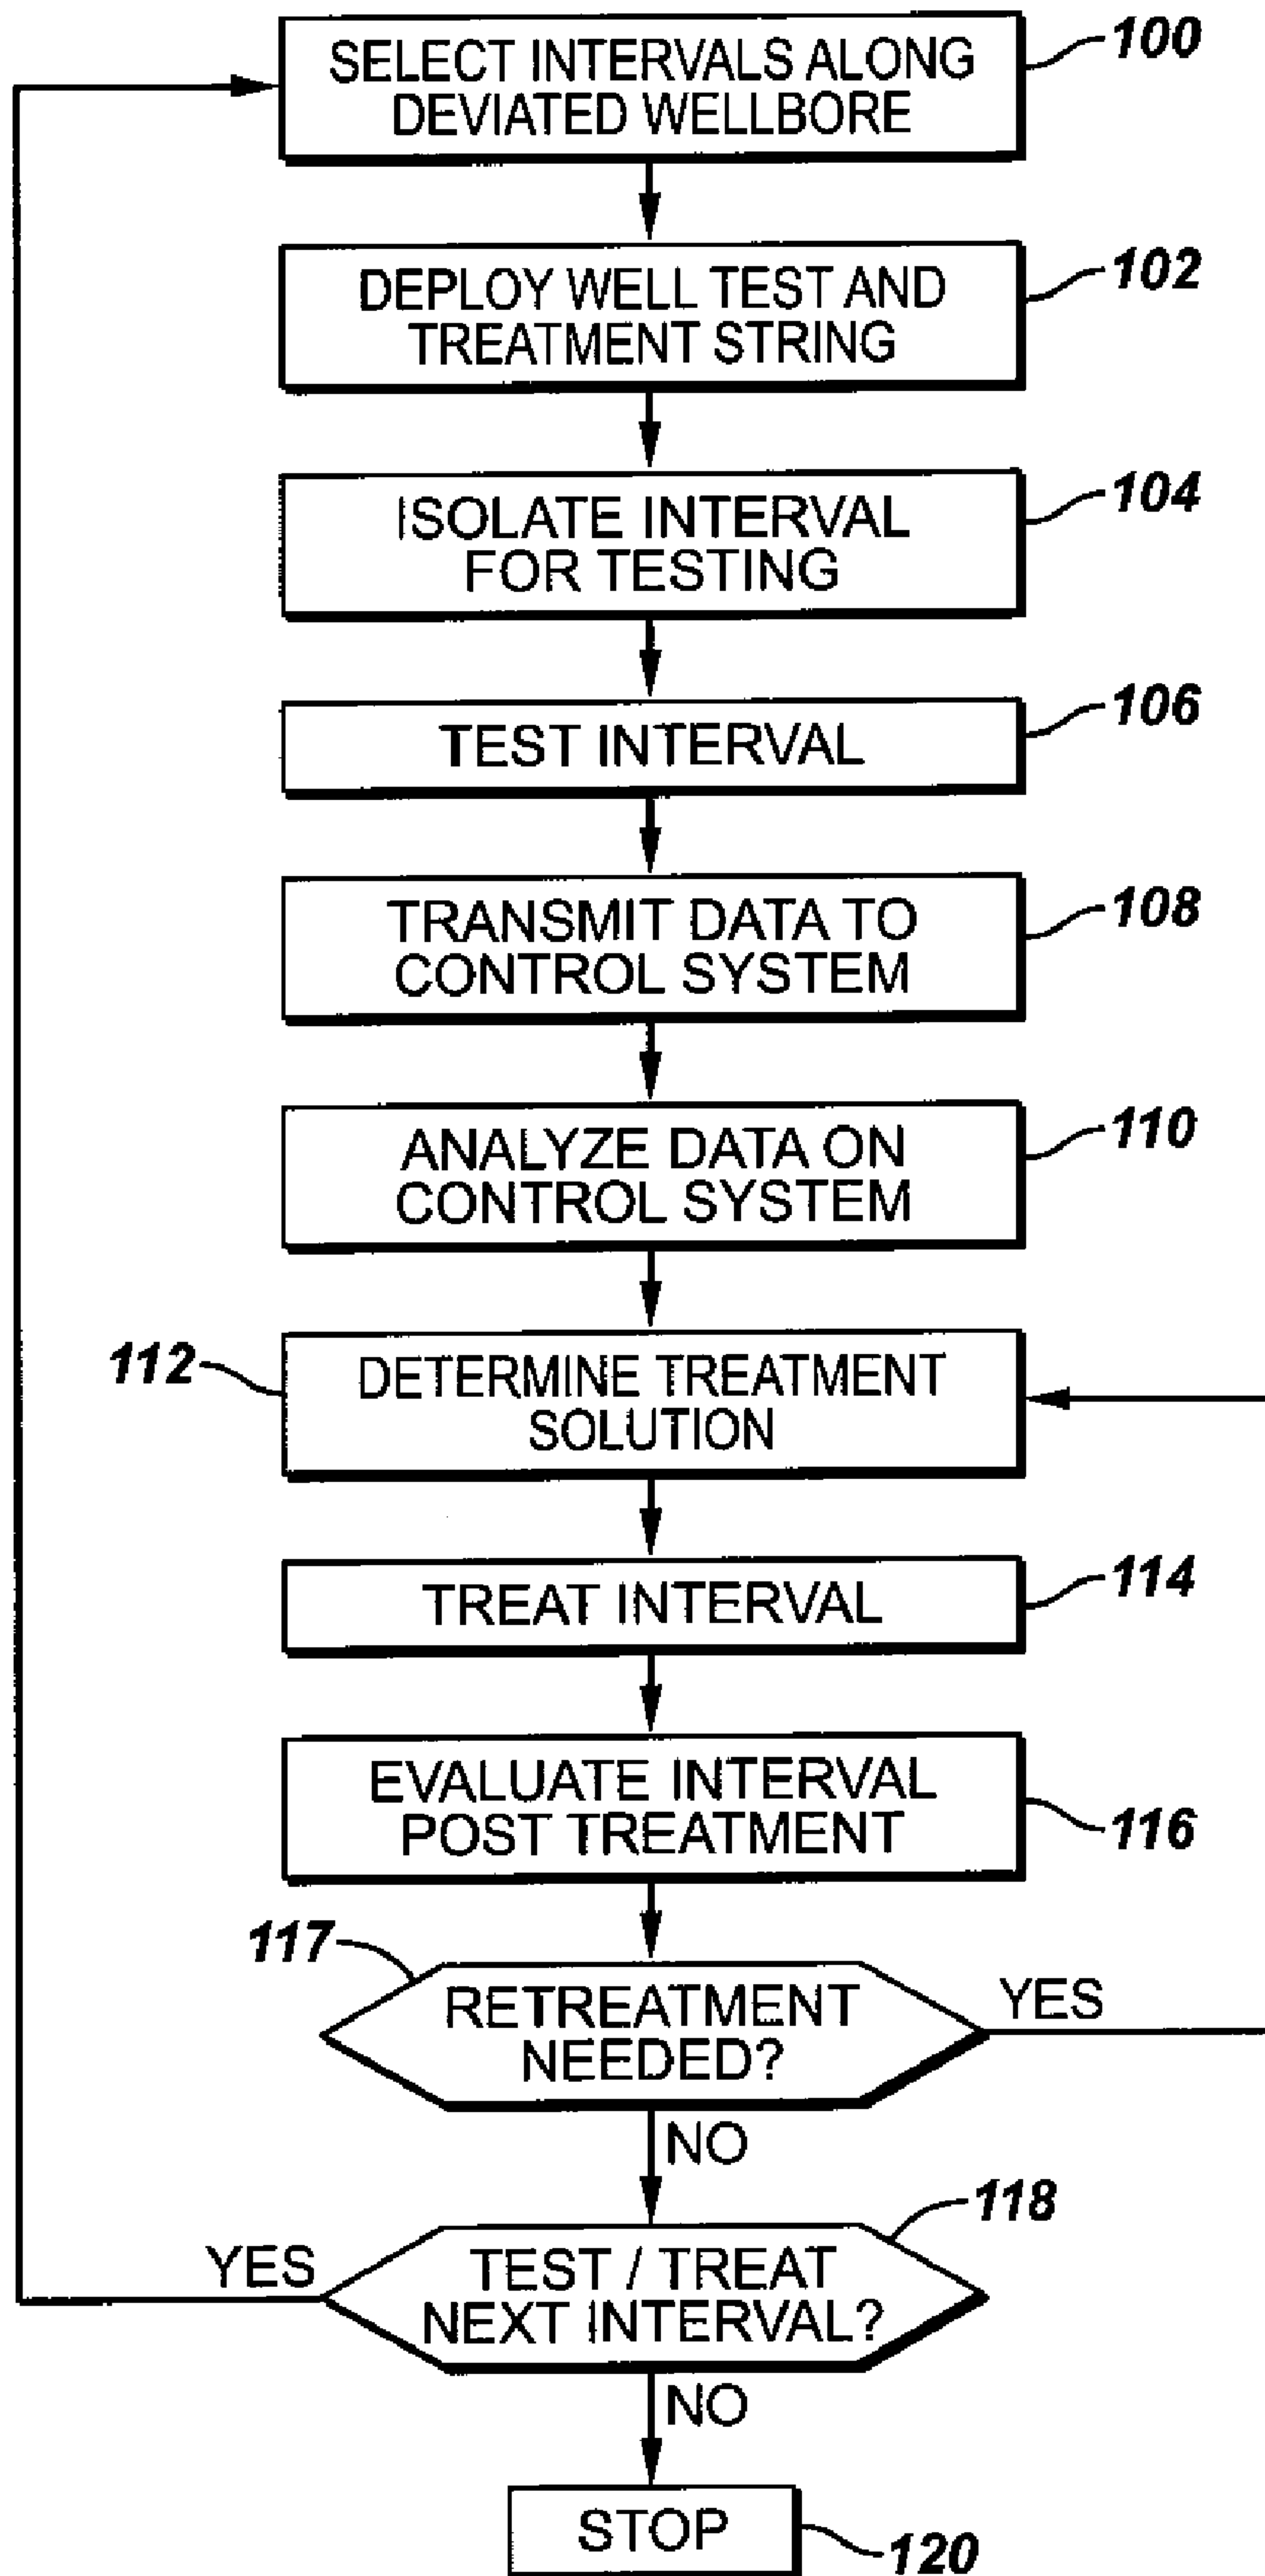 SELECT INTERVALS ALONG
DEVIATED WELLBORE
100
DEPLOY WELL TEST AND
TREATMENT STRING
102
ISOLATE INTERVAL
FOR TESTING
104
TEST INTERVAL
106
TRANSMIT DATA TO
CONTROL SYSTEM
108
ANALYZE DATA ON
CONTROL SYSTEM
110
112
DETERMINE TREATMENT
SOLUTION
TREAT INTERVAL
114
EVALUATE INTERVAL
POST TREATMENT
116
117
RETREATMENT
NEEDED?
YES
NO
118
YES
TEST / TREAT
NEXT INTERVAL?
NO
STOP
120